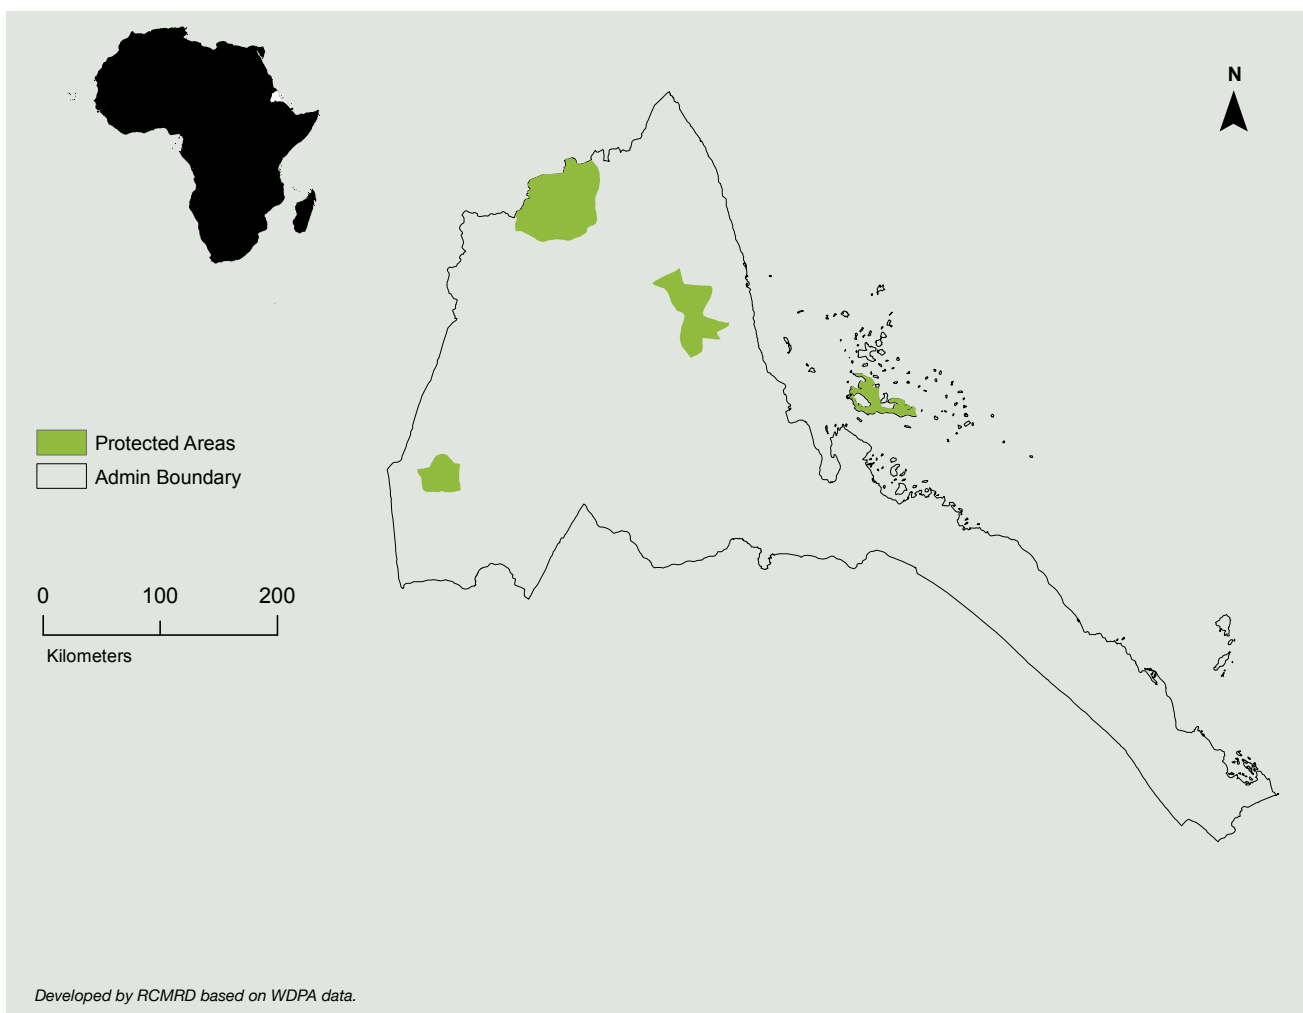 N
Protected Areas
Admin Boundary
0 100 200
Kilometers
Developed by RCMRD based on WDPA data.